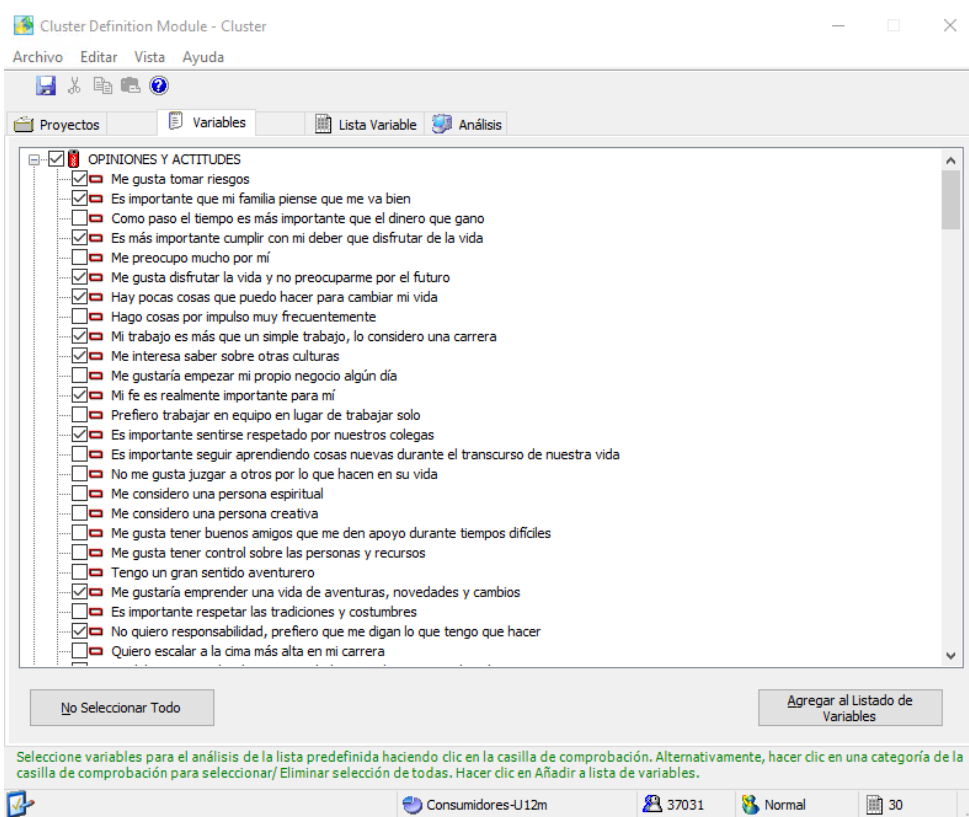 Cluster Definition Module - Cluster
Archivo Editar Vista Ayuda
Proyectos Variables Lista Variable Análisis
OPINIONES Y ACTITUDES
Me gusta tomar riesgos
Es importante que mi familia piense que me va bien
Como paso el tiempo es más importante que el dinero que gano
Es más importante cumplir con mi deber que disfrutar de la vida
Me preocupo mucho por mí
Me gusta disfrutar la vida y no preocuparme por el futuro
Hay pocas cosas que puedo hacer para cambiar mi vida
Hago cosas por impulso muy frecuentemente
Mi trabajo es más que un simple trabajo, lo considero una carrera
Me interesa saber sobre otras culturas
Me gustaría empezar mi propio negocio algún día
Mi fe es realmente importante para mí
Prefiero trabajar en equipo en lugar de trabajar solo
Es importante sentirse respetado por nuestros colegas
Es importante seguir aprendiendo cosas nuevas durante el transcurso de nuestra vida
No me gusta juzgar a otros por lo que hacen en su vida
Me considero una persona espiritual
Me considero una persona creativa
Me gusta tener buenos amigos que me den apoyo durante tiempos difíciles
Me gusta tener control sobre las personas y recursos
Tengo un gran sentido aventurero
Me gustaría emprender una vida de aventuras, novedades y cambios
Es importante respetar las tradiciones y costumbres
No quiero responsabilidad, prefiero que me digan lo que tengo que hacer
Quiero escalar a la cima más alta en mi carrera
No Seleccionar Todo
Agregar al Listado de
Variables
Seleccione variables para el análisis de la lista predefinida haciendo clic en la casilla de comprobación. Alternativamente, hacer clic en una categoría de la
casilla de comprobación para seleccionar/ Eliminar selección de todas. Hacer clic en Añadir a lista de variables.
Consumidores-U12m 37031 Normal 30